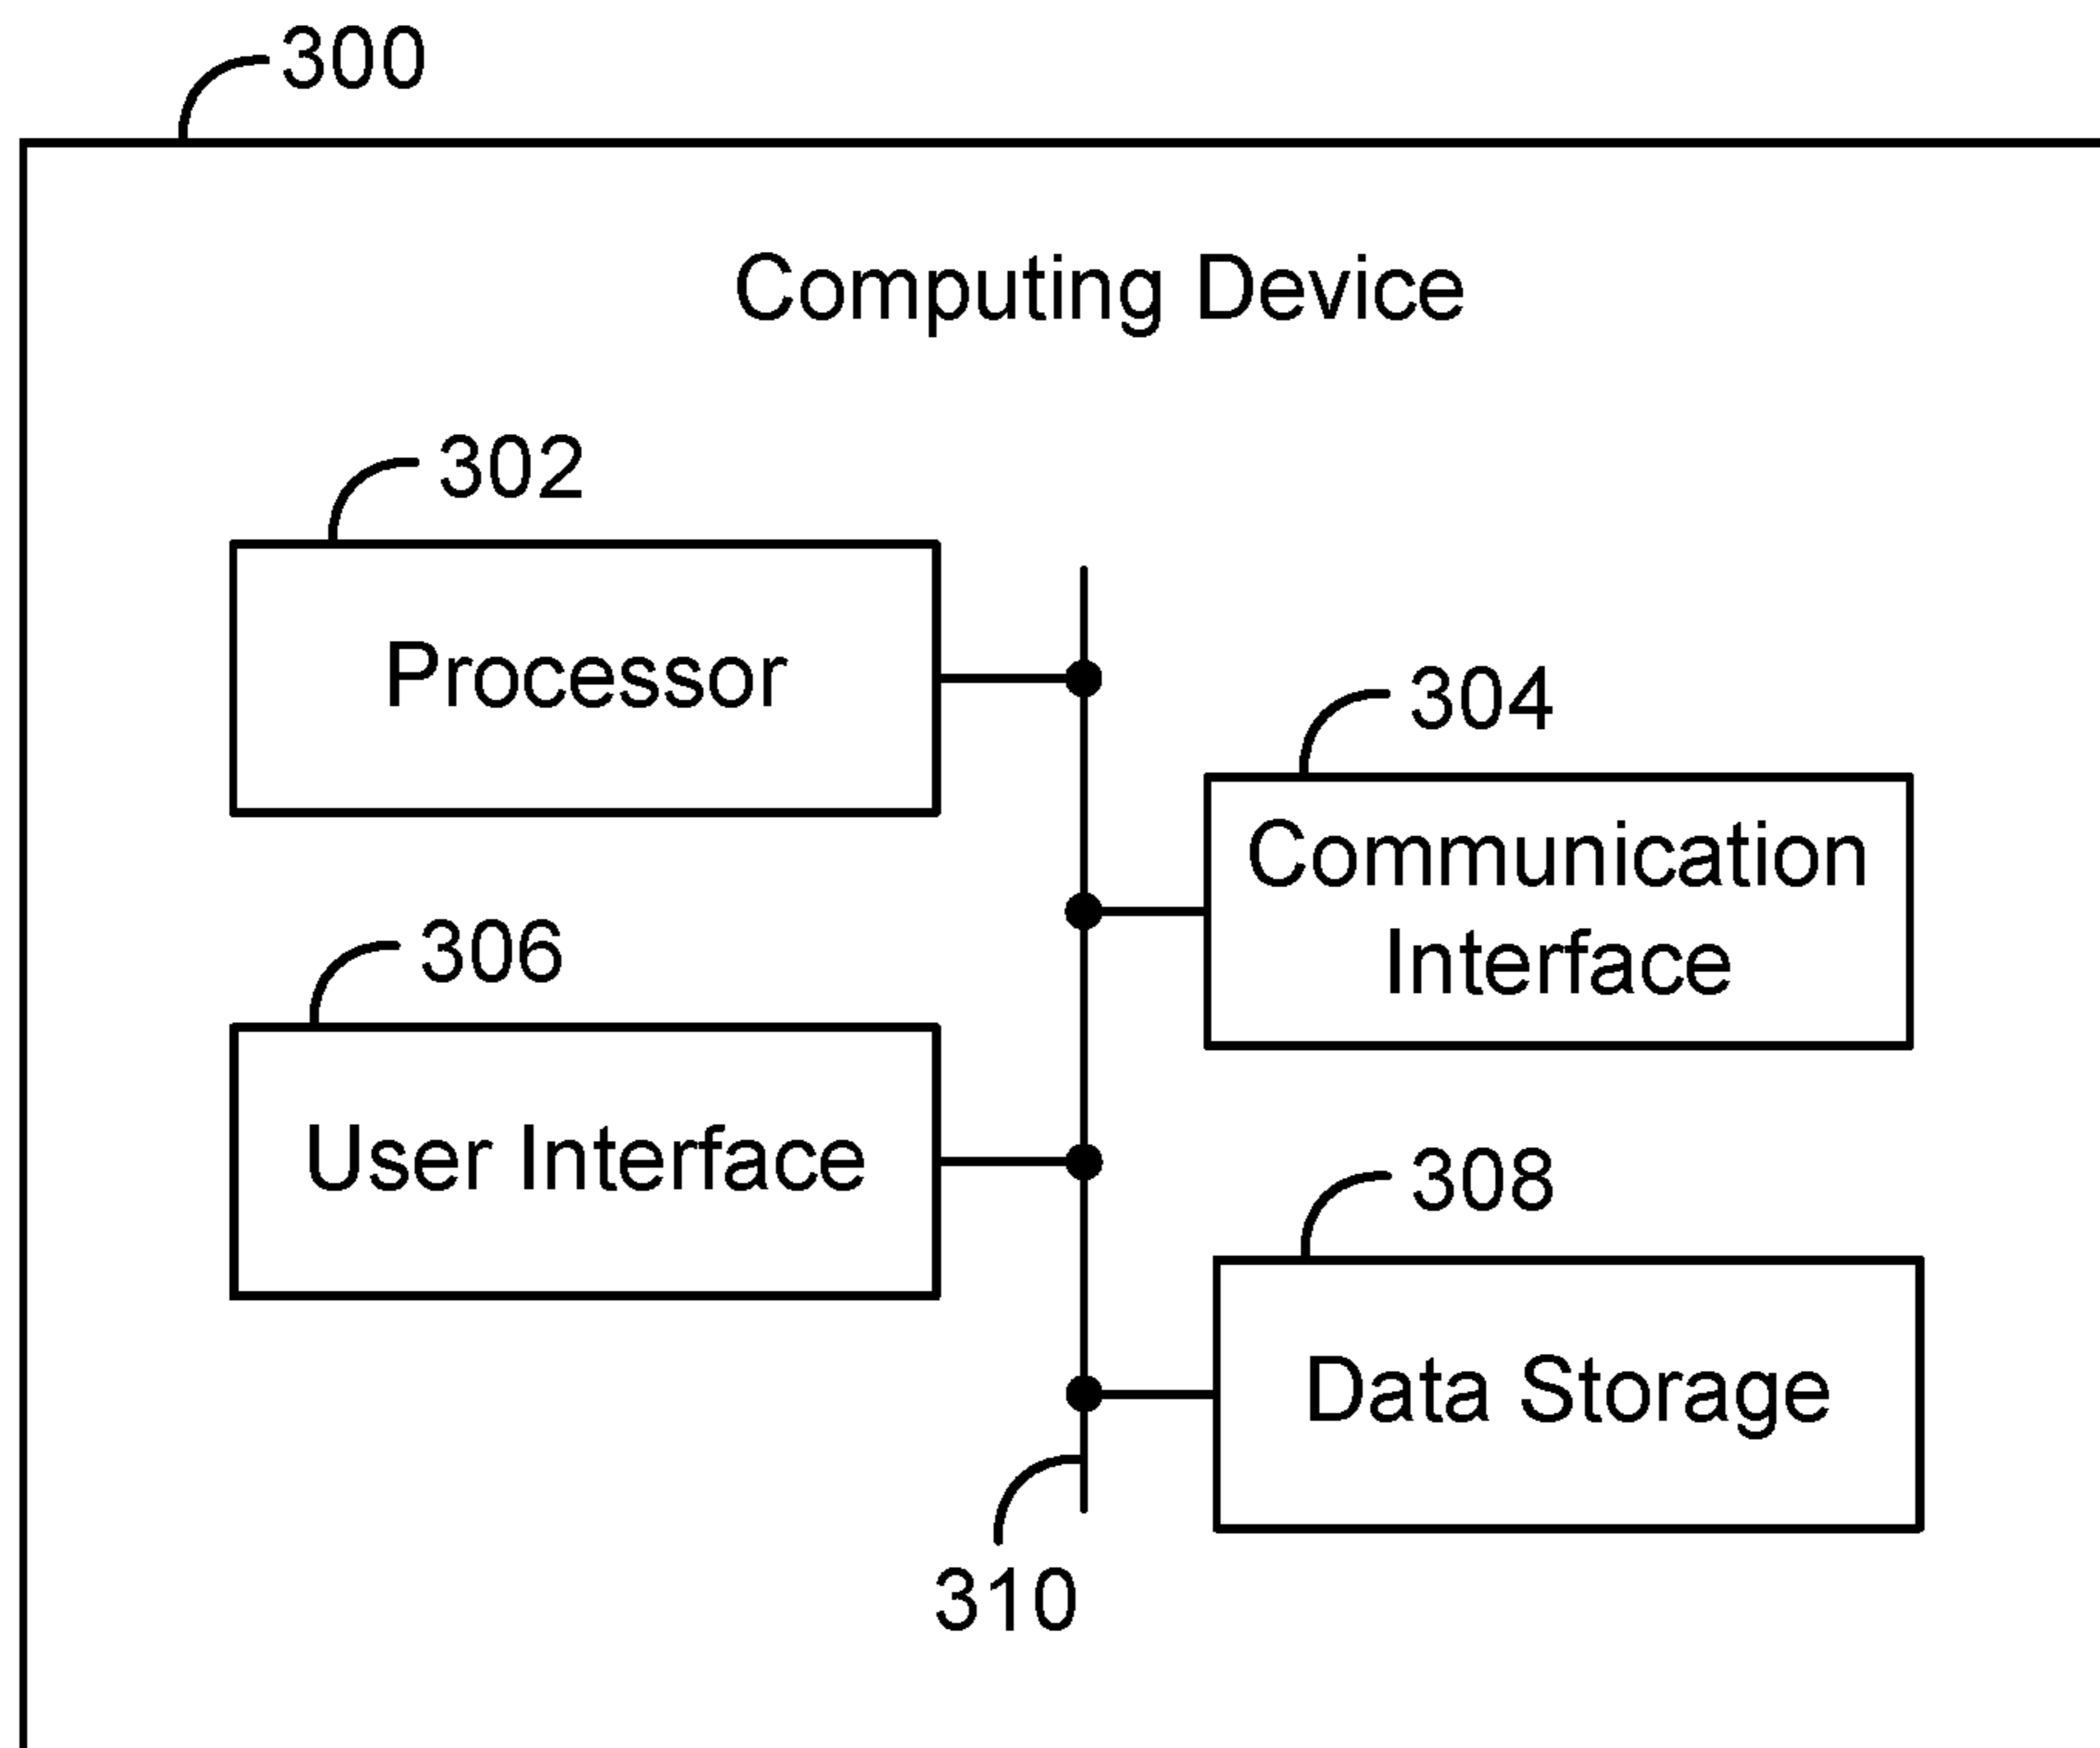 300
Computing Device
302
Processor
304
Communication
Interface
306
User Interface
308
Data Storage
310